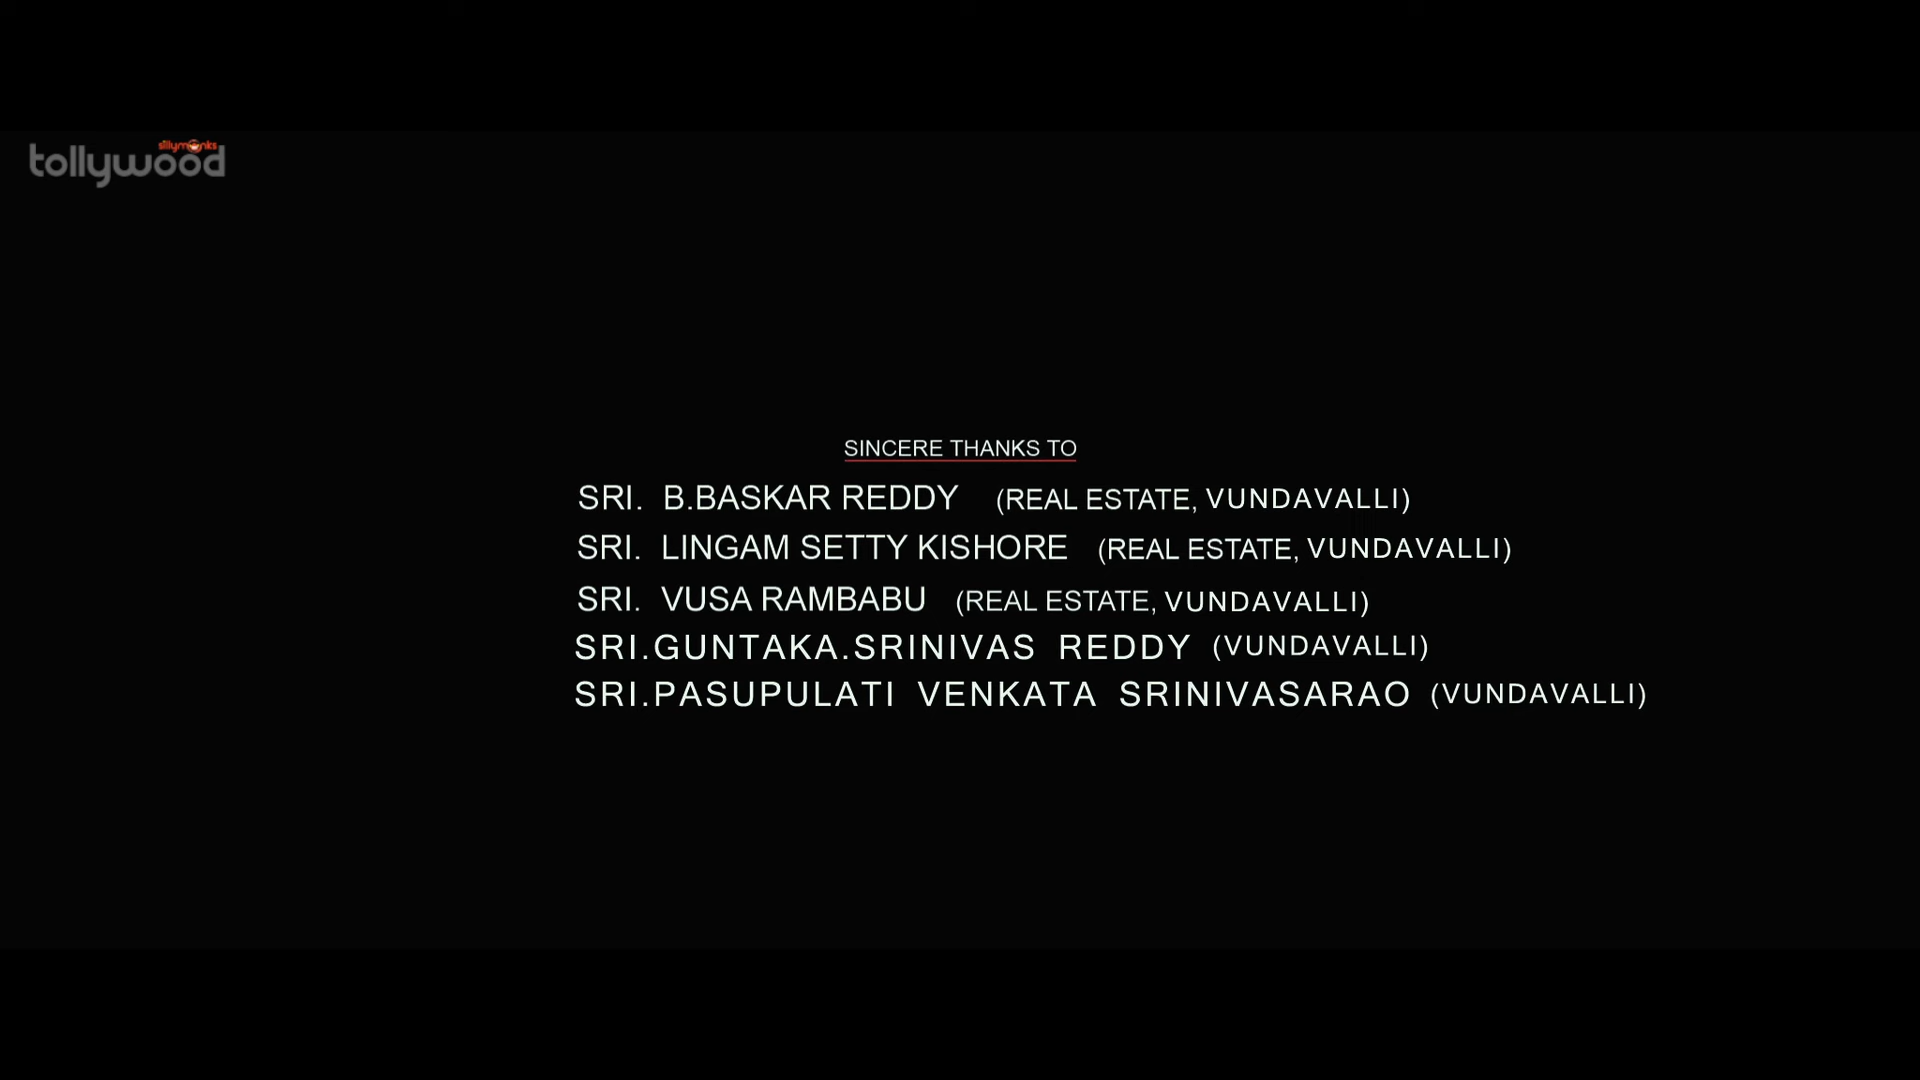 sillymonks
tollywood
SINCERE THANKS TO
SRI. B.BASKAR REDDY (REAL ESTATE, VUNDAVALLI)
SRI. LINGAM SETTY KISHORE (REAL ESTATE, VUNDAVALLI)
SRI. VUSA RAMBABU (REAL ESTATE, VUNDAVALLI)
SRI.GUNTAKA.SRINIVAS REDDY (VUNDAVALLI)
SRI.PASUPULATI VENKATA SRINIVASARAO (VUNDAVALLI)